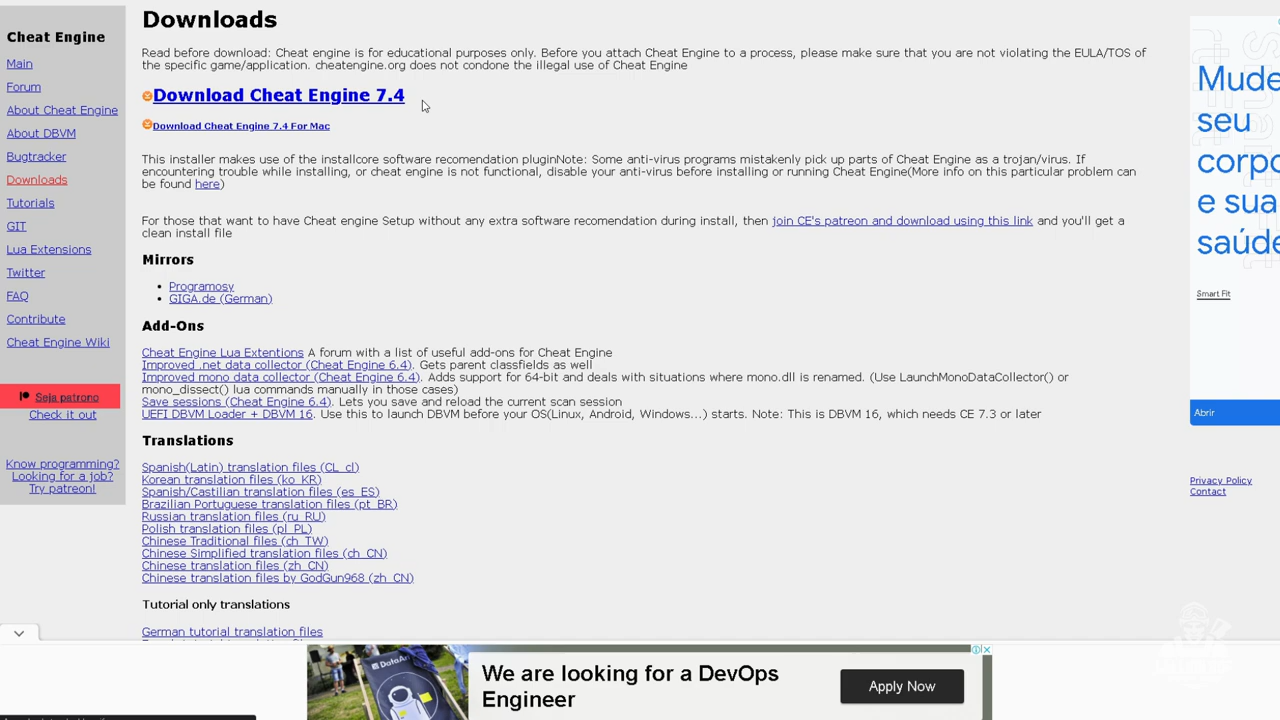 Cheat Engine
Main
Forum
About Cheat Engine
About DBVM
Bugtracker
Downloads
Tutorials
GIT
Lua Extensions
Twitter
FAQ
Contribute
Cheat Engine Wiki
Seja patrono
Check it out
Know programming?
Looking for a job?
Try patreon!
Downloads
Read before download: Cheat engine is for educational purposes only. Before you attach Cheat Engine to a process, please make sure that you are not violating the EULA/TOS of
the specific game/application. cheatengine.org does not condone the illegal use of Cheat Engine
Download Cheat Engine 7.4
Download Cheat Engine 7.4 For Mac
This installer makes use of the installcore software recomendation pluginNote: Some anti-virus programs mistakenly pick up parts of Cheat Engine as a trojan/virus. If
encountering trouble while installing, or cheat engine is not functional, disable your anti-virus before installing or running Cheat Engine(More info on this particular problem can
be found here)
For those that want to have Cheat engine Setup without any extra software recomendation during install, then join CE's patreon and download using this link and you'll get a
clean install file
Mirrors
• Programosy
• GIGA.de (German)
Add-Ons
Cheat Engine Lua Extentions A forum with a list of useful add-ons for Cheat Engine
Improved .net data collector (Cheat Engine 6.4). Gets parent classfields as well
Improved mono data collector (Cheat Engine 6.4). Adds support for 64-bit and deals with situations where mono.dll is renamed. (Use LaunchMonoDataCollector() or
mono_dissect() lua commands manually in those cases)
Save sessions (Cheat Engine 6.4). Lets you save and reload the current scan session
UEFI DBVM Loader + DBVM 16. Use this to launch DBVM before your OS(Linux, Android, Windows...) starts. Note: This is DBVM 16, which needs CE 7.3 or later
Translations
Spanish(Latin) translation files (CL_cl)
Korean translation files (ko_KR)
Spanish/Castilian translation files (es_ES)
Brazilian Portuguese translation files (pt_BR)
Russian translation files (ru_RU)
Polish translation files (pl_PL)
Chinese Traditional files (ch_TW)
Chinese Simplified translation files (ch_CN)
Chinese translation files (zh_CN)
Chinese translation files by GodGun968 (zh_CN)
Tutorial only translations
German tutorial translation files
Mude
seu
corpo
e sua
saúde
Smart Fit
Abrir
Privacy Policy
Contact
DataArt
We are looking for a DevOps
Engineer
Apply Now